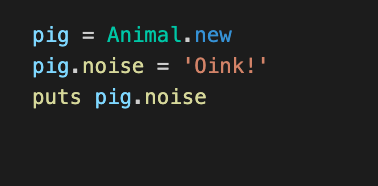 pig = Animal.new
pig.noise = 'Oink!'
puts pig.noise